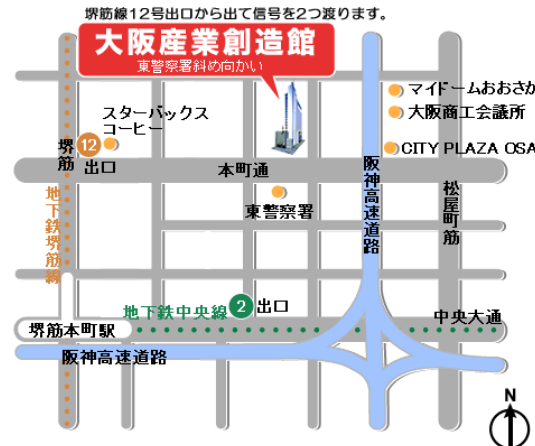 堺筋線12号出口から出て信号を2つ渡ります。
大阪産業創造館
東警察署斜め向かい
マイドームおおさか
大阪商工会議所
スターバックス
コーヒー
堺筋
12
出口
本町通
CITY PLAZA OSA
阪神高速道路
松屋町筋
東警察署
地下鉄堺筋線
地下鉄中央線
2
出口
堺筋本町駅
中央大通
阪神高速道路
N